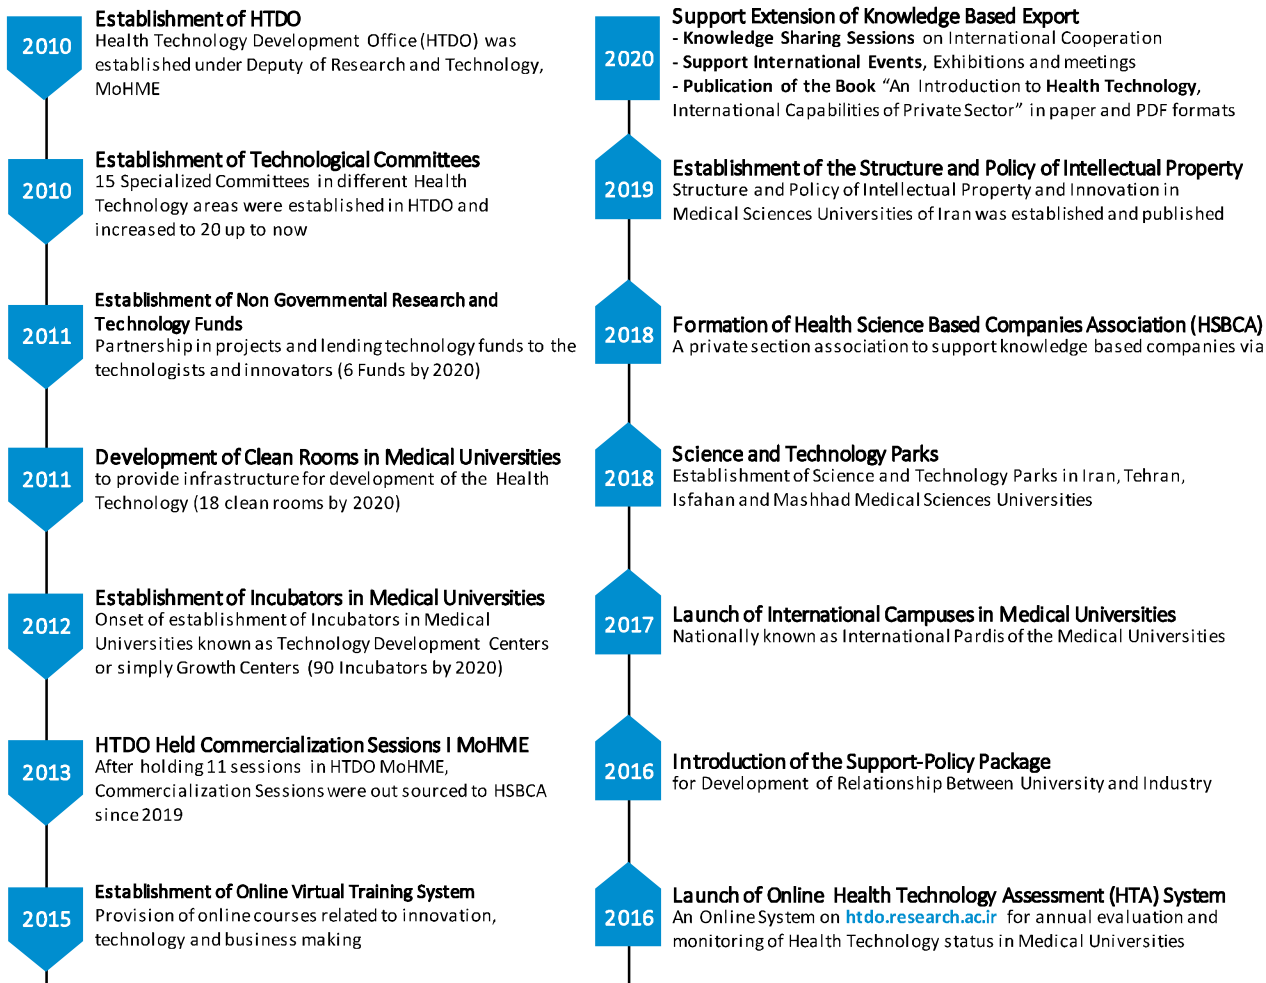 2010
Establishment of HTDO
Health Technology Development Office (HTDO) was
established under Deputy of Research and Technology,
MoHME
2010
Establishment of Technological Committees
15 Specialized Committees in different Health
Technology areas were established in HTDO and
increased to 20 up to now
2011
Establishment of Non Governmental Research and
Technology Funds
Partnership in projects and lending technology funds to the
technologists and innovators (6 Funds by 2020)
2011
Development of Clean Rooms in Medical Universities
to provide infrastructure for development of the Health
Technology (18 clean rooms by 2020)
2012
Establishment of Incubators in Medical Universities
Onset of establishment of Incubators in Medical
Universities known as Technology Development Centers
or simply Growth Centers (90 Incubators by 2020)
2013
HTDO Held Commercialization Sessions I MoHME
After holding 11 sessions in HTDO MoHME,
Commercialization Sessions were out sourced to HSBCA
since 2019
2015
Establishment of Online Virtual Training System
Provision of online courses related to innovation,
technology and business making
2020
Support Extension of Knowledge Based Export
- Knowledge Sharing Sessions on International Cooperation
- Support International Events, Exhibitions and meetings
- Publication of the Book “An Introduction to Health Technology,
International Capabilities of Private Sector” in paper and PDF formats
2019
Establishment of the Structure and Policy of Intellectual Property
Structure and Policy of Intellectual Property and Innovation in
Medical Sciences Universities of Iran was established and published
2018
Formation of Health Science Based Companies Association (HSBCA)
A private section association to support knowledge based companies via
2018
Science and Technology Parks
Establishment of Science and Technology Parks in Iran, Tehran,
Isfahan and Mashhad Medical Sciences Universities
2017
Launch of International Campuses in Medical Universities
Nationally known as International Pardis of the Medical Universities
2016
Introduction of the Support-Policy Package
for Development of Relationship Between University and Industry
2016
Launch of Online Health Technology Assessment (HTA) System
An Online System on htdo.research.ac.ir for annual evaluation and
monitoring of Health Technology status in Medical Universities